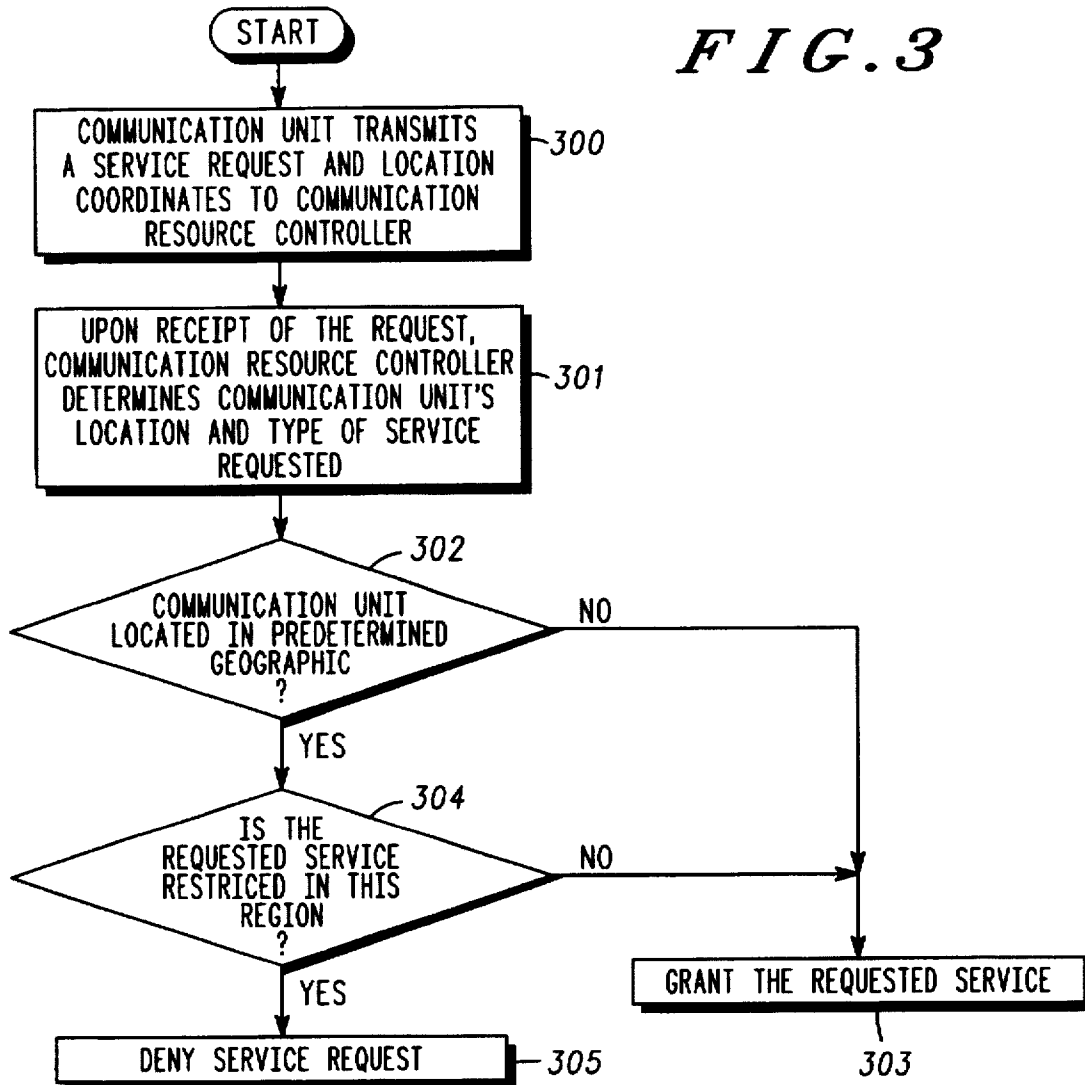 START
FIG.3
COMMUNICATION UNIT TRANSMITS
A SERVICE REQUEST AND LOCATION
COORDINATES TO COMMUNICATION
RESOURCE CONTROLLER
300
UPON RECEIPT OF THE REQUEST,
COMMUNICATION RESOURCE CONTROLLER
DETERMINES COMMUNICATION UNIT'S
LOCATION AND TYPE OF SERVICE
REQUESTED
301
302
COMMUNICATION UNIT
LOCATED IN PREDETERMINED
GEOGRAPHIC
?
NO
YES
304
IS THE
REQUESTED SERVICE
RESTRICED IN THIS
REGION
?
NO
YES
GRANT THE REQUESTED SERVICE
303
DENY SERVICE REQUEST
305